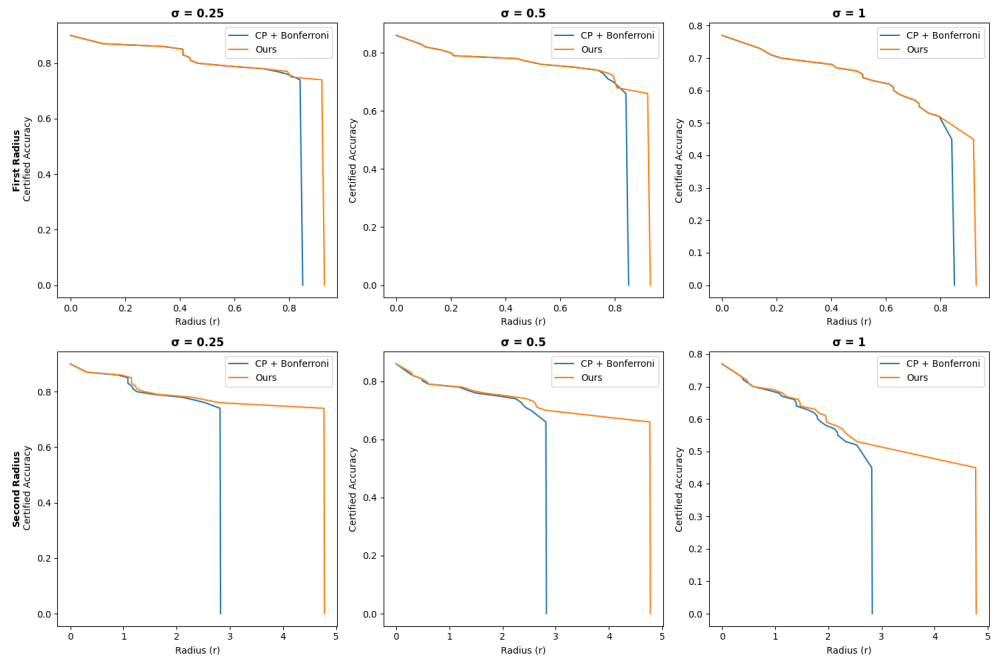 σ = 0.25
CP + Bonferroni
Ours
First Radius
Certified Accuracy
0.8
0.6
0.4
0.2
0.0
0.0 0.2 0.4 0.6 0.8
Radius (r)
σ = 0.5
CP + Bonferroni
Ours
Certified Accuracy
0.8
0.6
0.4
0.2
0.0
0.0 0.2 0.4 0.6 0.8
Radius (r)
σ = 1
CP + Bonferroni
Ours
Certified Accuracy
0.8
0.7
0.6
0.5
0.4
0.3
0.2
0.1
0.0
0.0 0.2 0.4 0.6 0.8
Radius (r)
σ = 0.25
CP + Bonferroni
Ours
Second Radius
Certified Accuracy
0.8
0.6
0.4
0.2
0.0
0 1 2 3 4 5
Radius (r)
σ = 0.5
CP + Bonferroni
Ours
Certified Accuracy
0.8
0.6
0.4
0.2
0.0
0 1 2 3 4 5
Radius (r)
σ = 1
CP + Bonferroni
Ours
Certified Accuracy
0.8
0.7
0.6
0.5
0.4
0.3
0.2
0.1
0.0
0 1 2 3 4 5
Radius (r)